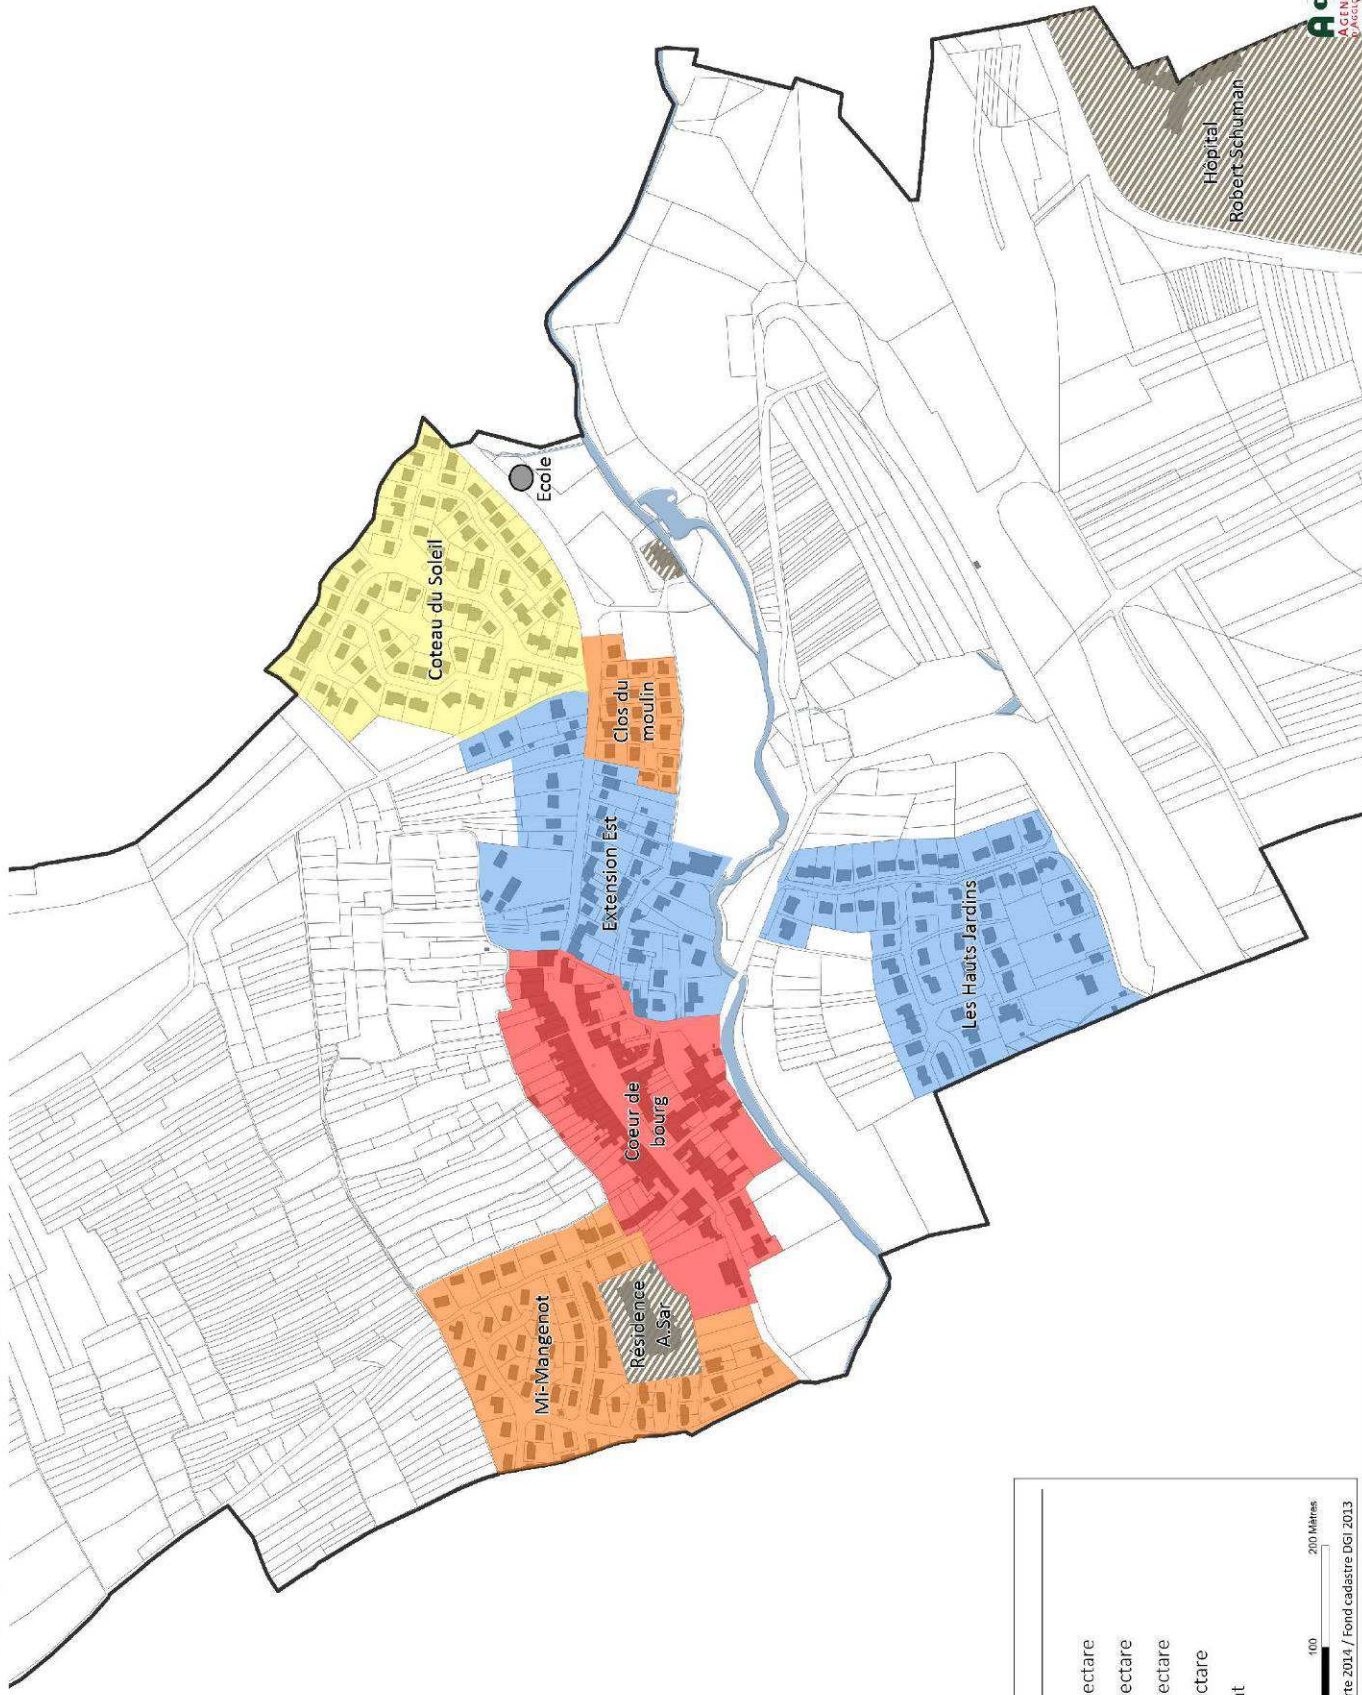 Coteau du Soleil
Ecole
Clos du
moulin
Extension Est
Coeur de
bourg
Mi-Mangenot
Résidence
A.Sar
Les Hauts Jardins
Hôpital
Robert Schuman
ectare
ectare
ectare
ctare
t
100
200 Mètres
rte 2014 / Fond cadastre DGI 2013